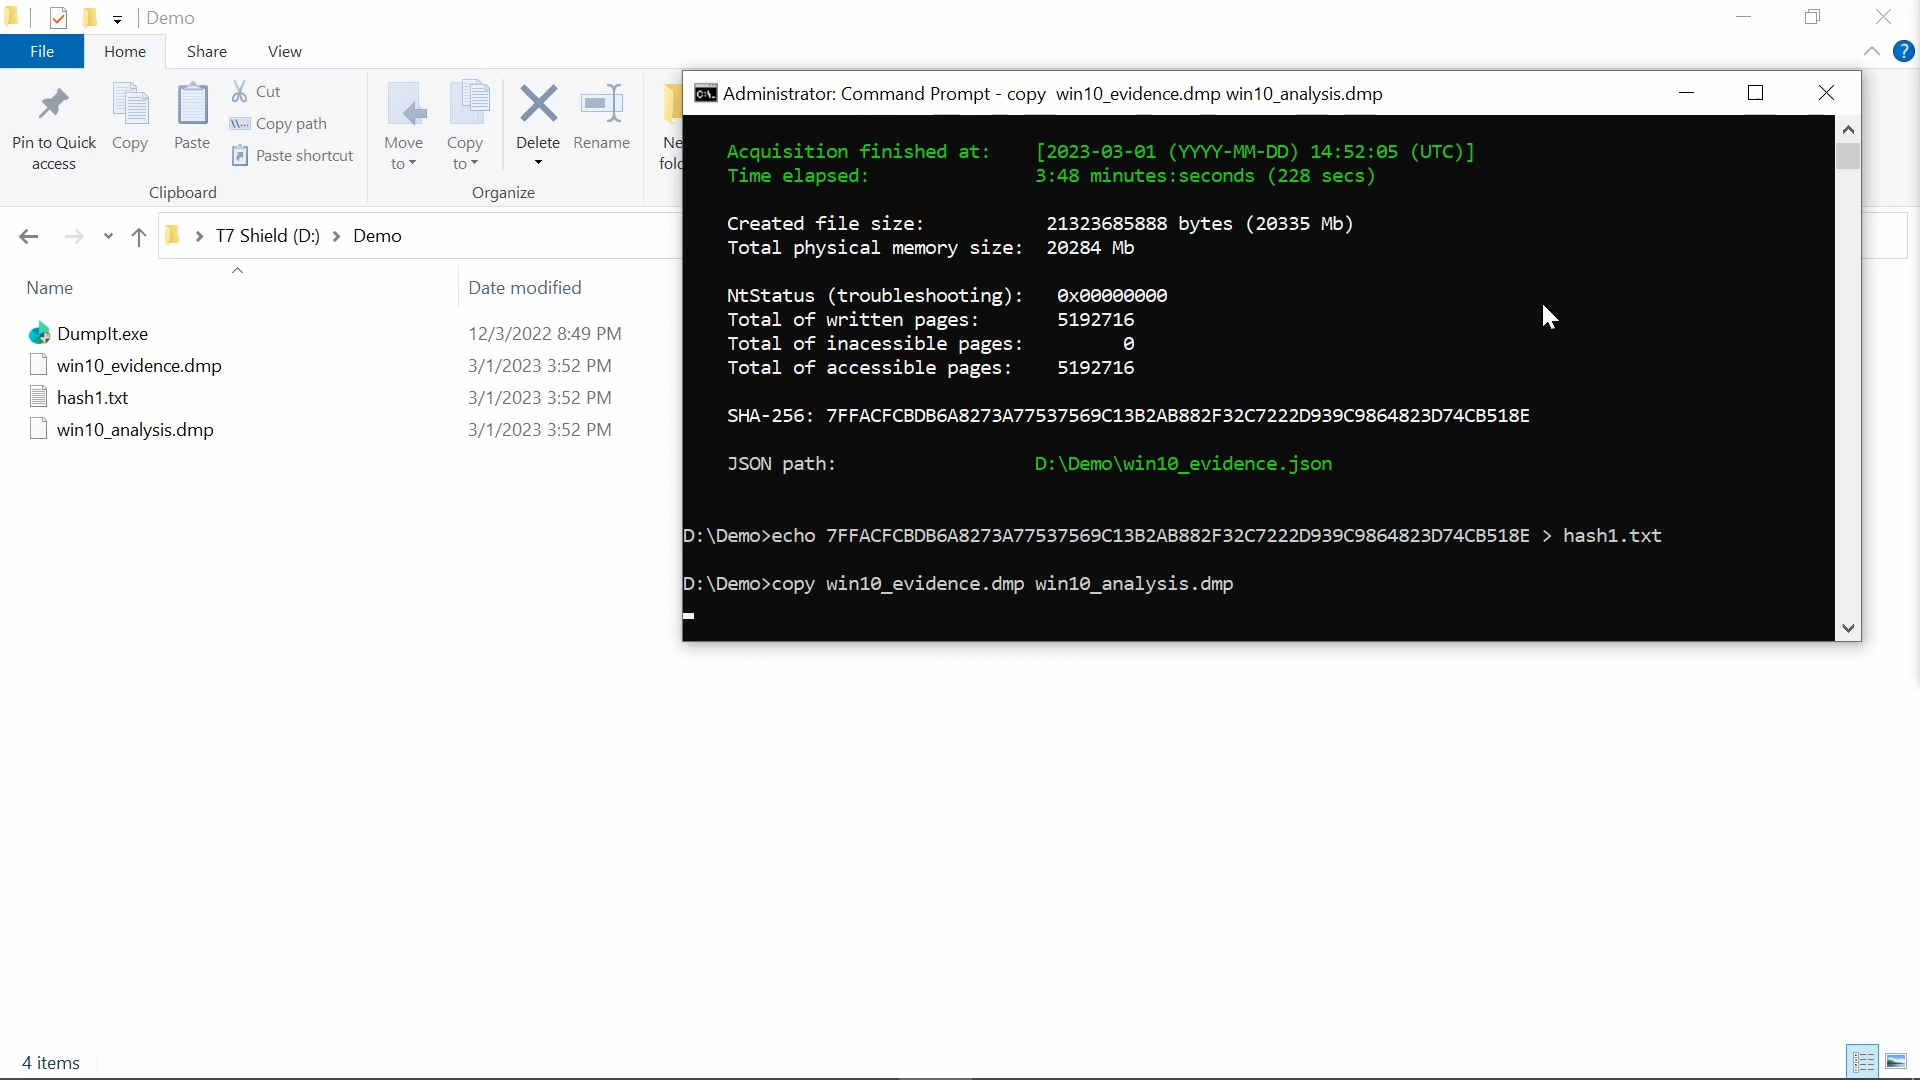 Demo
File Home Share View
Pin to Quick access
Copy
Paste
Cut
Copy path
Paste shortcut
Clipboard
Move to
Copy to
Delete
Rename
Organize
T7 Shield (D:) Demo
Name Date modified
DumpIt.exe 12/3/2022 8:49 PM
win10_evidence.dmp 3/1/2023 3:52 PM
hash1.txt 3/1/2023 3:52 PM
win10_analysis.dmp 3/1/2023 3:52 PM
4 items
Administrator: Command Prompt - copy win10_evidence.dmp win10_analysis.dmp
Acquisition finished at: [2023-03-01 (YYYY-MM-DD) 14:52:05 (UTC)]
Time elapsed: 3:48 minutes:seconds (228 secs)
Created file size: 21323685888 bytes (20335 Mb)
Total physical memory size: 20284 Mb
NtStatus (troubleshooting): 0x00000000
Total of written pages: 5192716
Total of inacessible pages: 0
Total of accessible pages: 5192716
SHA-256: 7FFACFCBDB6A8273A77537569C13B2AB882F32C7222D939C9864823D74CB518E
JSON path: D:\Demo\win10_evidence.json
D:\Demo>echo 7FFACFCBDB6A8273A77537569C13B2AB882F32C7222D939C9864823D74CB518E > hash1.txt
D:\Demo>copy win10_evidence.dmp win10_analysis.dmp